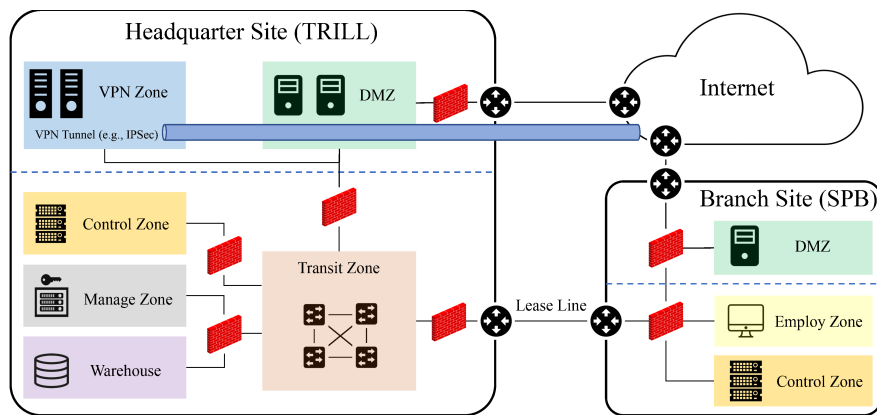 Headquarter Site (TRILL)
VPN Zone
DMZ
VPN Tunnel (e.g., IPSec)
Internet
Control Zone
Transit Zone
Manage Zone
Warehouse
Lease Line
Branch Site (SPB)
DMZ
Employ Zone
Control Zone